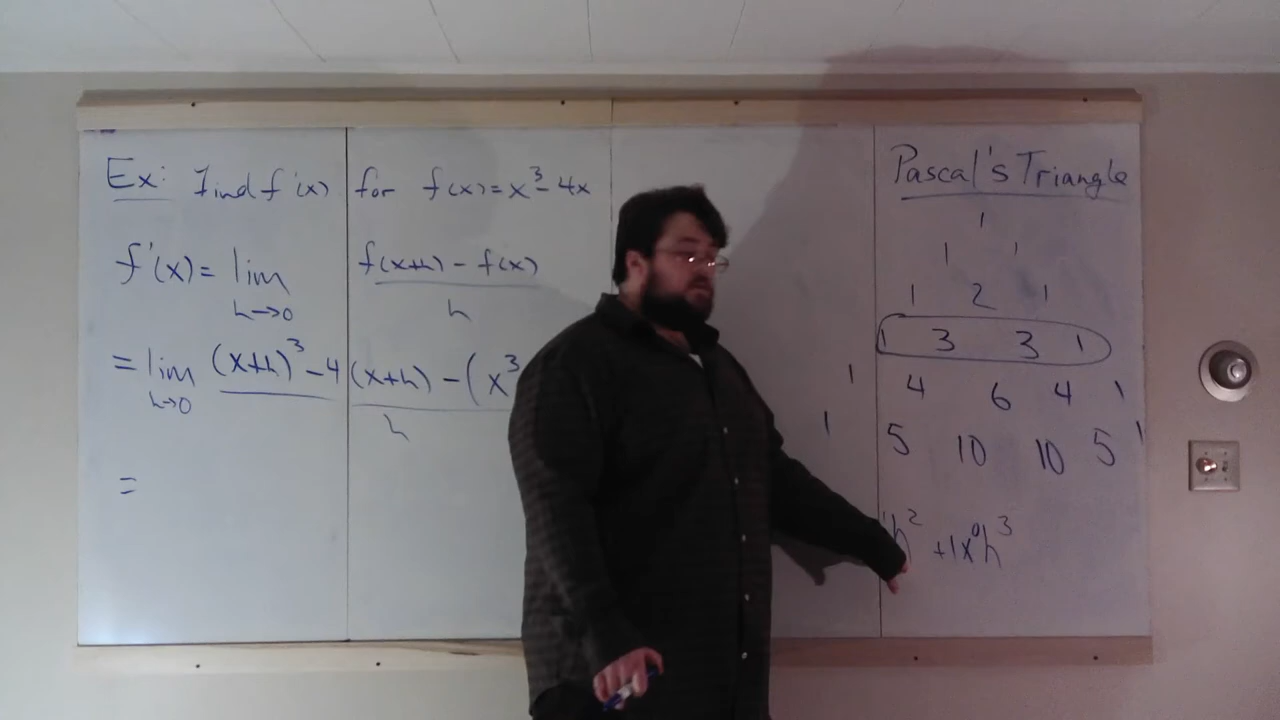 Ex: Find f'(x) for f(x)=x³-4x
f'(x)= lim f(x+h) - f(x)
h→0 h
= lim (x+h)³ - 4(x+h) - (x³
h→0 h
=
Pascal's Triangle
1
1 1
1 2 1
1 3 3 1
1 4 6 4 1
1 5 10 10 5 1
h² +1x⁰h³